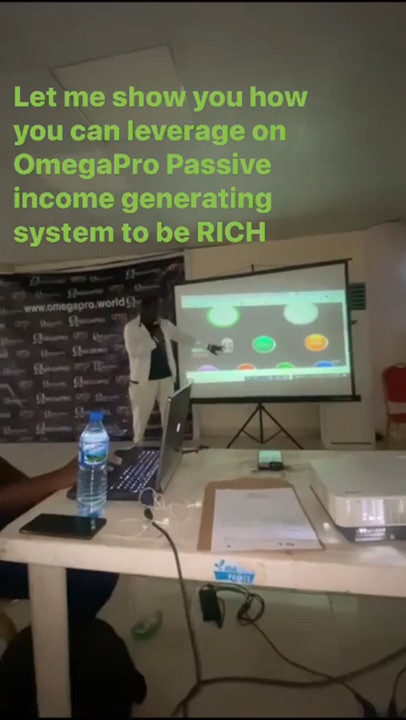 Let me show you how
you can leverage on
OmegaPro Passive
income generating
system to be RICH
www.omegapro.world